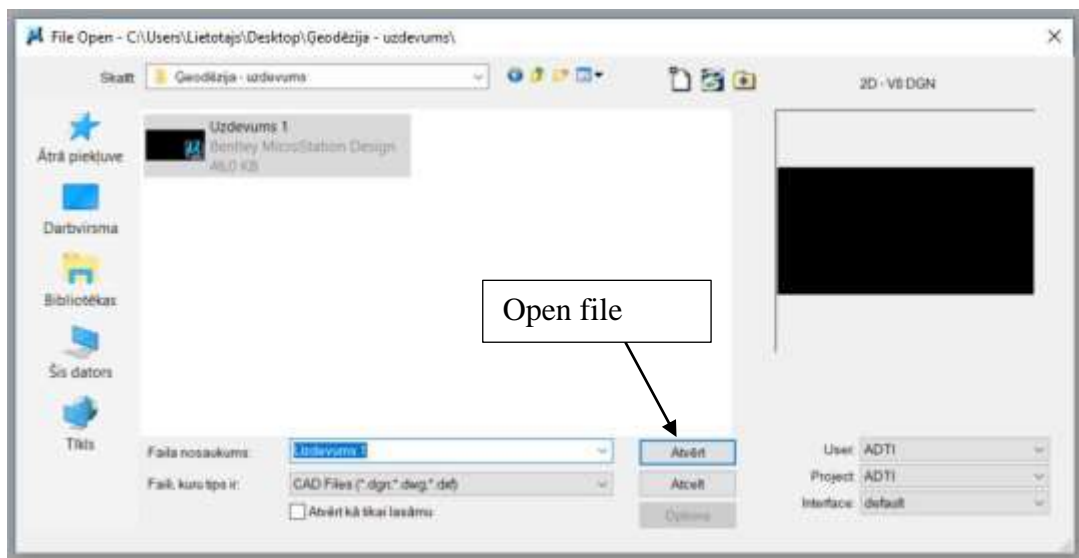 File Open - C:\Users\Lietotajs\Desktop\Ģeodēzija - uzdevums\
Skatīt
Ģeodēzija - uzdevums
2D - V8 DGN
Uzdevums 1
Bentley MicroStation Design
46,0 KB
Ātrā piekļuve
Darbvirsma
Bibliotēkas
Šis dators
Tīkls
Open file
Faila nosaukums:
Uzdevums 1
Atvērt
Faili, kuru tips ir:
CAD Files (*.dgn;*.dwg;*.dxf)
Atcelt
Atvērt kā tikai lasāmu
Options
User: ADTI
Project: ADTI
Interface: default